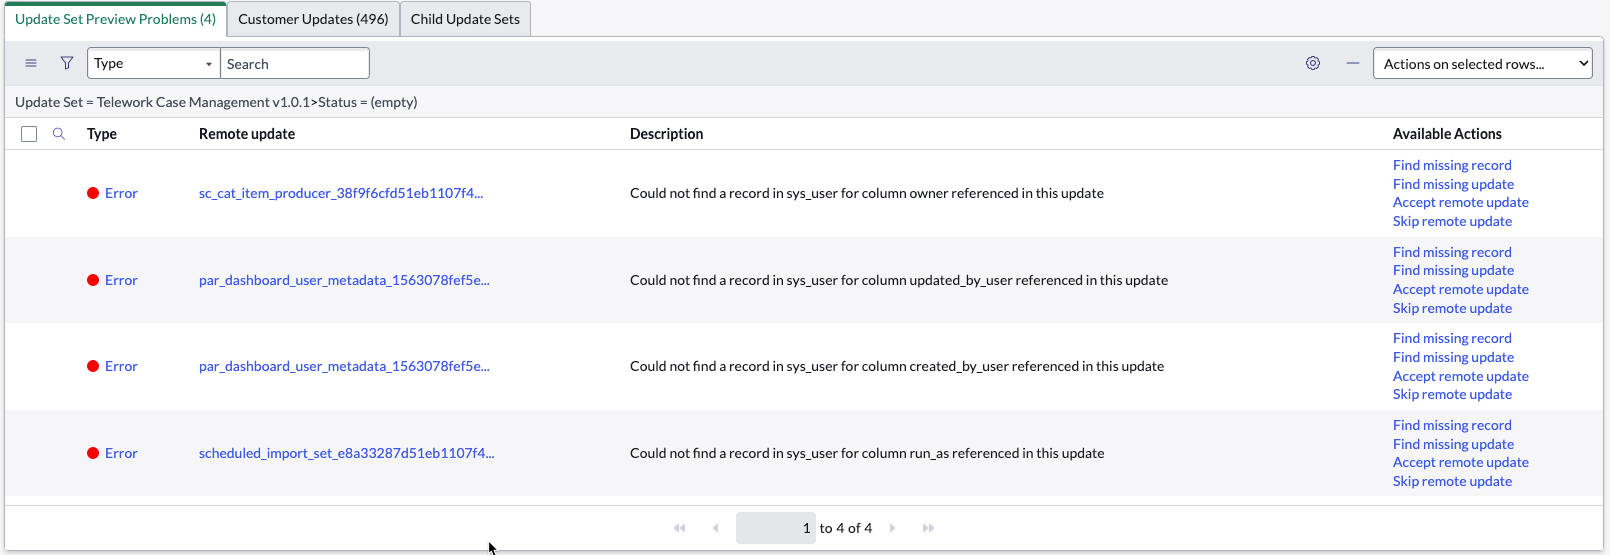 Update Set Preview Problems (4)
Customer Updates (496)
Child Update Sets
Type
Search
Actions on selected rows...
Update Set = Telework Case Management v1.0.1>Status = (empty)
Type
Remote update
Description
Available Actions
Error
sc_cat_item_producer_38f9f6cfd51eb1107f4...
Could not find a record in sys_user for column owner referenced in this update
Find missing record
Find missing update
Accept remote update
Skip remote update
Error
par_dashboard_user_metadata_1563078fef5e...
Could not find a record in sys_user for column updated_by_user referenced in this update
Find missing record
Find missing update
Accept remote update
Skip remote update
Error
par_dashboard_user_metadata_1563078fef5e...
Could not find a record in sys_user for column created_by_user referenced in this update
Find missing record
Find missing update
Accept remote update
Skip remote update
Error
scheduled_import_set_e8a33287d51eb1107f4...
Could not find a record in sys_user for column run_as referenced in this update
Find missing record
Find missing update
Accept remote update
Skip remote update
1 to 4 of 4